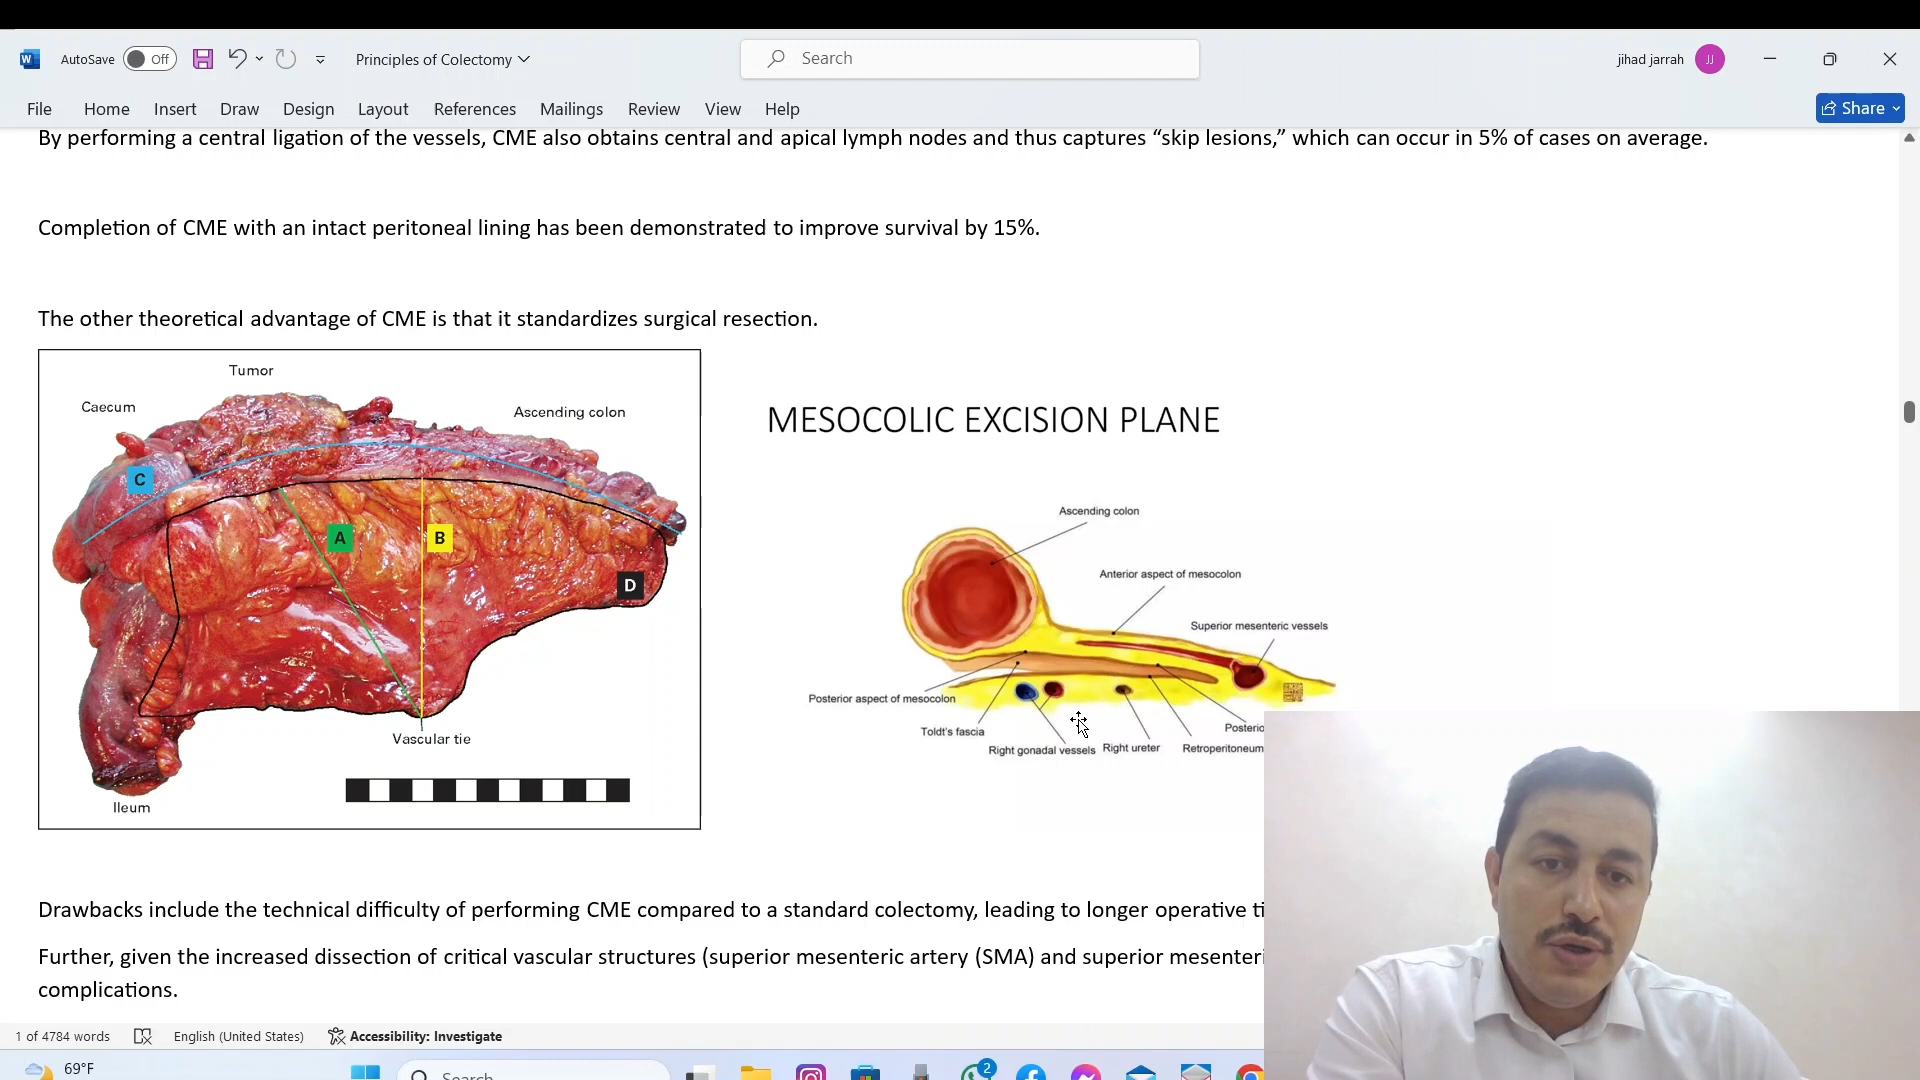 AutoSave Off Principles of Colectomy Search jihad jarrah JJ
File Home Insert Draw Design Layout References Mailings Review View Help Share
By performing a central ligation of the vessels, CME also obtains central and apical lymph nodes and thus captures “skip lesions,” which can occur in 5% of cases on average.
Completion of CME with an intact peritoneal lining has been demonstrated to improve survival by 15%.
The other theoretical advantage of CME is that it standardizes surgical resection.
Tumor
Caecum
Ascending colon
C
A
B
D
Vascular tie
Ileum
MESOCOLIC EXCISION PLANE
Ascending colon
Anterior aspect of mesocolon
Superior mesenteric vessels
Posterior aspect of mesocolon
Toldt's fascia
Posterio
Right gonadal vessels
Right ureter
Retroperitoneum
Drawbacks include the technical difficulty of performing CME compared to a standard colectomy, leading to longer operative ti
Further, given the increased dissection of critical vascular structures (superior mesenteric artery (SMA) and superior mesenteri
complications.
1 of 4784 words English (United States) Accessibility: Investigate
69°F
Search
2